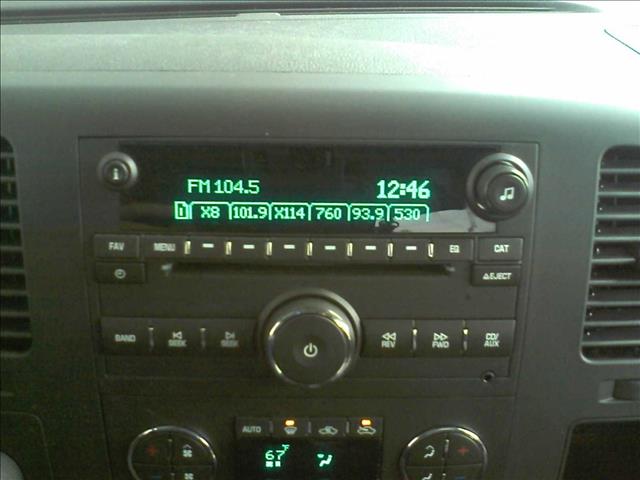 FM 104.5 12:46
1 X8 101.9 X114 760 93.9 530
FAV MENU EQ CAT
EJECT
BAND SEEK SEEK REV FWD CD/AUX
AUTO
67°F